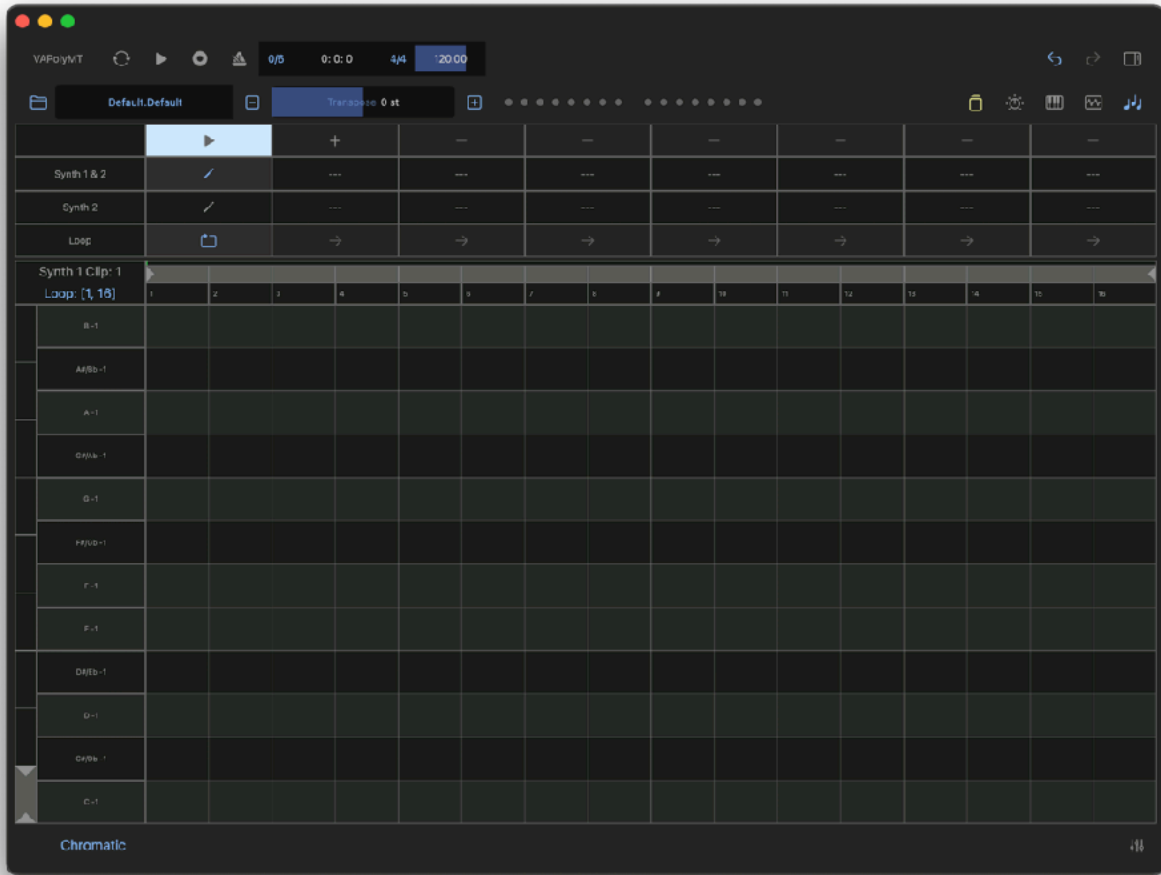 VAPolyMT 0/5 0: 0: 0 4/4 120.00
Default.Default Transpose 0 st
Synth 1 & 2 --- --- --- --- --- --- ---
Synth 2 --- --- --- --- --- --- ---
Loop
Synth 1 Clip: 1
Loop: [1, 16] 1 2 3 4 5 6 7 8 9 10 11 12 13 14 15 16
B -1
A#/Bb -1
A -1
G#/Ab -1
G -1
F#/Gb -1
F -1
E -1
D#/Eb -1
D -1
C#/Db -1
C -1
Chromatic